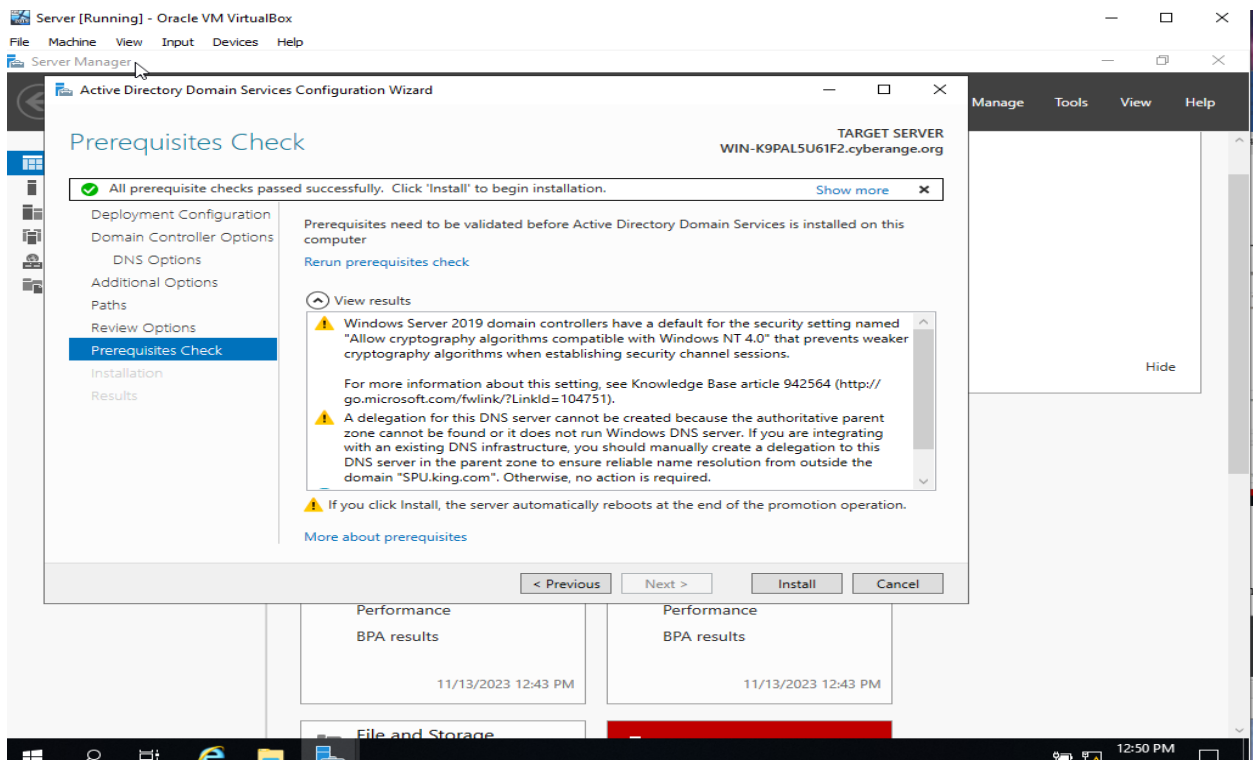 Server [Running] - Oracle VM VirtualBox
File Machine View Input Devices Help
Server Manager
Active Directory Domain Services Configuration Wizard
Manage Tools View Help
Prerequisites Check
TARGET SERVER
WIN-K9PAL5U61F2.cyberange.org
All prerequisite checks passed successfully. Click 'Install' to begin installation.
Show more
Deployment Configuration
Domain Controller Options
DNS Options
Additional Options
Paths
Review Options
Prerequisites Check
Installation
Results
Prerequisites need to be validated before Active Directory Domain Services is installed on this
computer
Rerun prerequisites check
View results
Windows Server 2019 domain controllers have a default for the security setting named
"Allow cryptography algorithms compatible with Windows NT 4.0" that prevents weaker
cryptography algorithms when establishing security channel sessions.
For more information about this setting, see Knowledge Base article 942564 (http://
go.microsoft.com/fwlink/?LinkId=104751).
A delegation for this DNS server cannot be created because the authoritative parent
zone cannot be found or it does not run Windows DNS server. If you are integrating
with an existing DNS infrastructure, you should manually create a delegation to this
DNS server in the parent zone to ensure reliable name resolution from outside the
domain "SPU.king.com". Otherwise, no action is required.
If you click Install, the server automatically reboots at the end of the promotion operation.
More about prerequisites
< Previous
Next >
Install
Cancel
Hide
Performance
BPA results
11/13/2023 12:43 PM
Performance
BPA results
11/13/2023 12:43 PM
File and Storage
12:50 PM